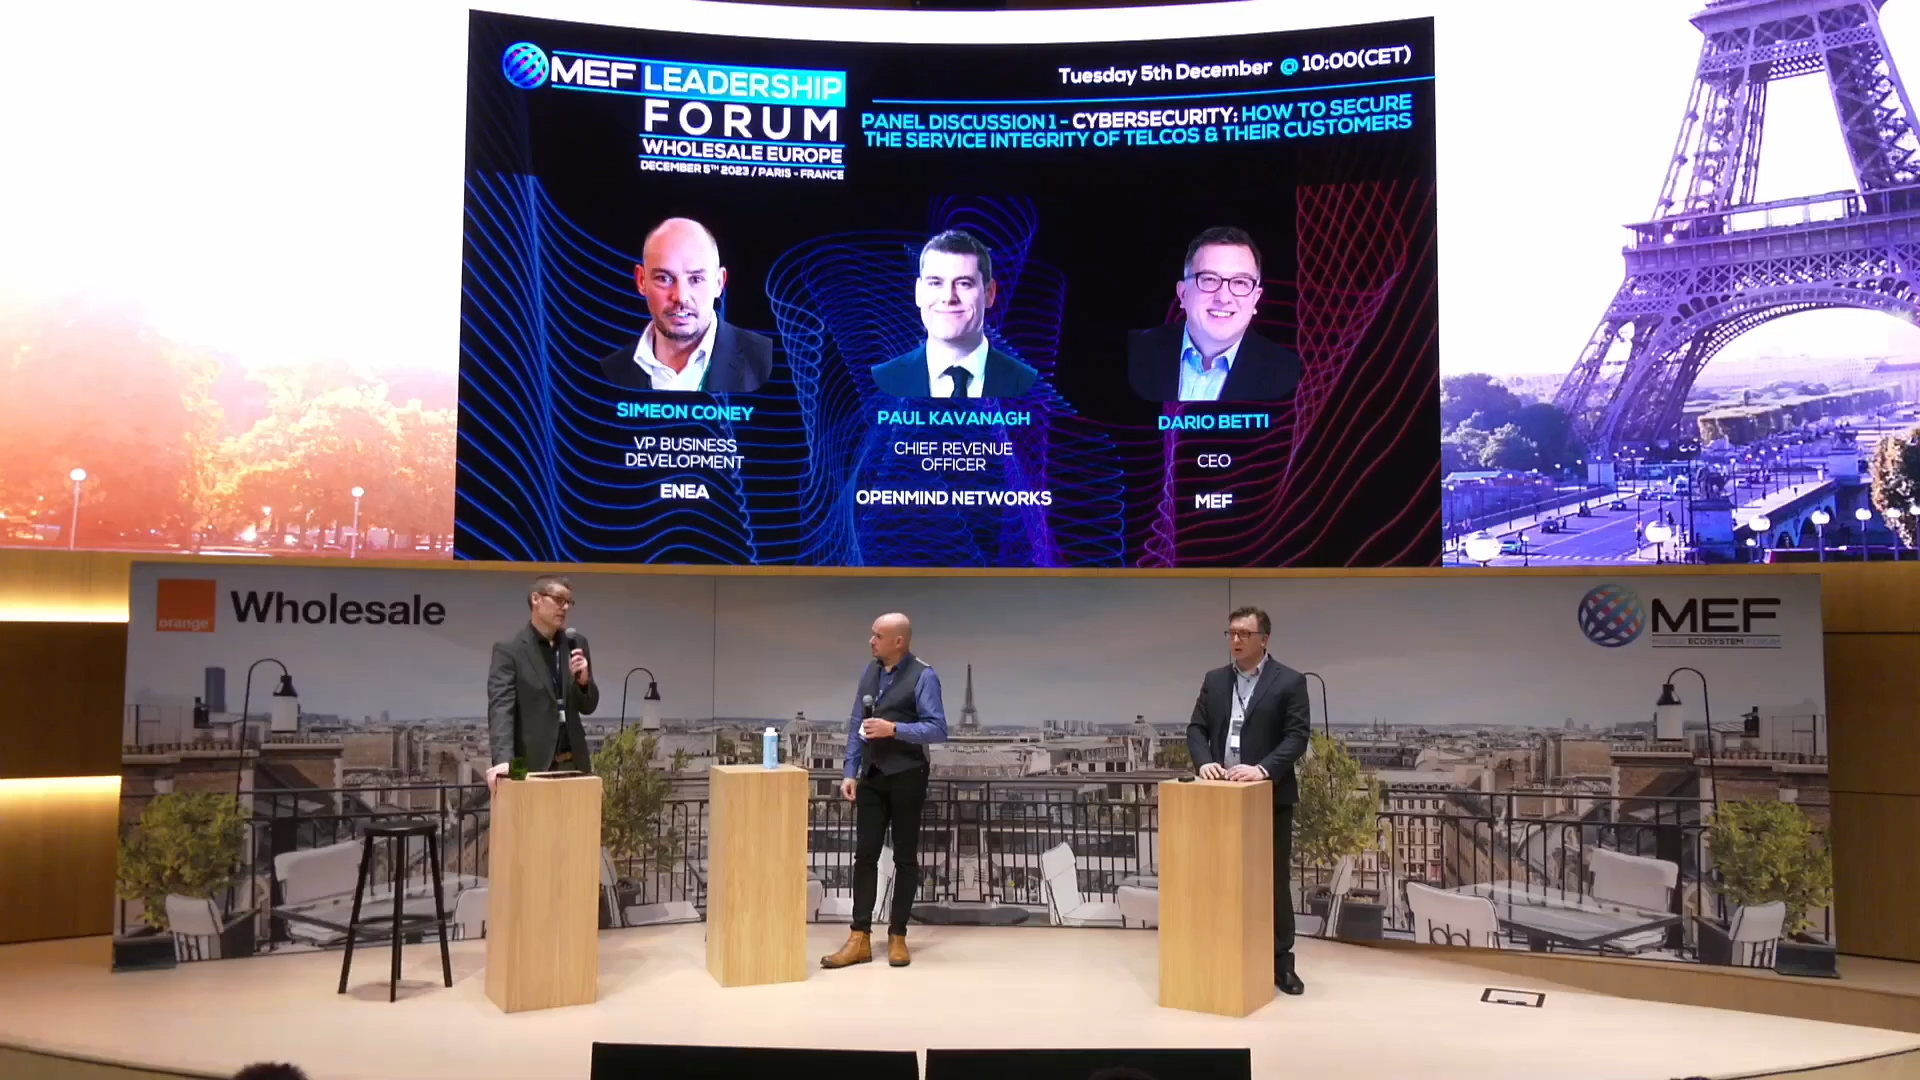 MEF LEADERSHIP
FORUM
WHOLESALE EUROPE
DECEMBER 5TH 2023 / PARIS - FRANCE
Tuesday 5th December @ 10:00(CET)
PANEL DISCUSSION 1 - CYBERSECURITY: HOW TO SECURE
THE SERVICE INTEGRITY OF TELCOS & THEIR CUSTOMERS
SIMEON CONEY
VP BUSINESS
DEVELOPMENT
ENEA
PAUL KAVANAGH
CHIEF REVENUE
OFFICER
OPENMIND NETWORKS
DARIO BETTI
CEO
MEF
orange
Wholesale
MEF
ECOSYSTEM FORUM